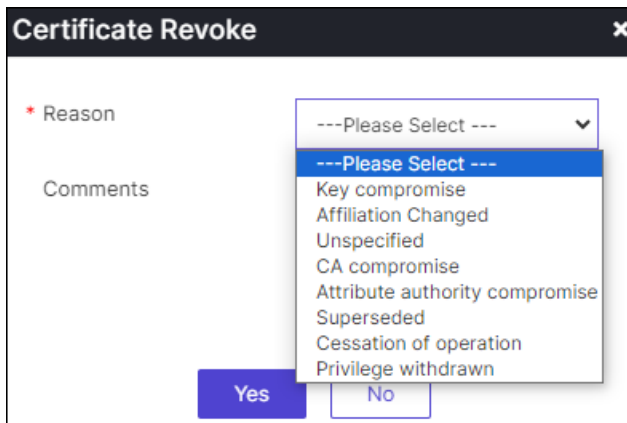 Certificate Revoke ×
* Reason
---Please Select ---
---Please Select ---
Key compromise
Affiliation Changed
Unspecified
CA compromise
Attribute authority compromise
Superseded
Cessation of operation
Privilege withdrawn
Comments
Yes
No